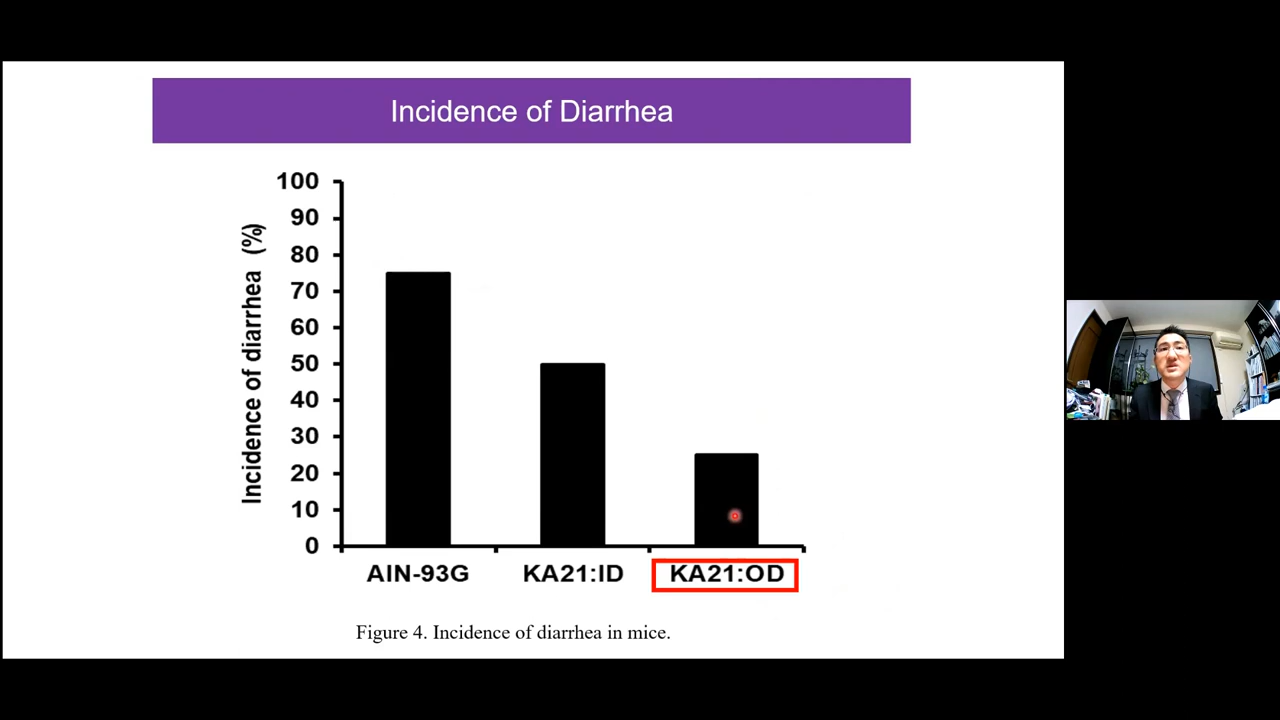 Incidence of Diarrhea
Incidence of diarrhea (%)
100
90
80
70
60
50
40
30
20
10
0
AIN-93G KA21:ID KA21:OD
Figure 4. Incidence of diarrhea in mice.